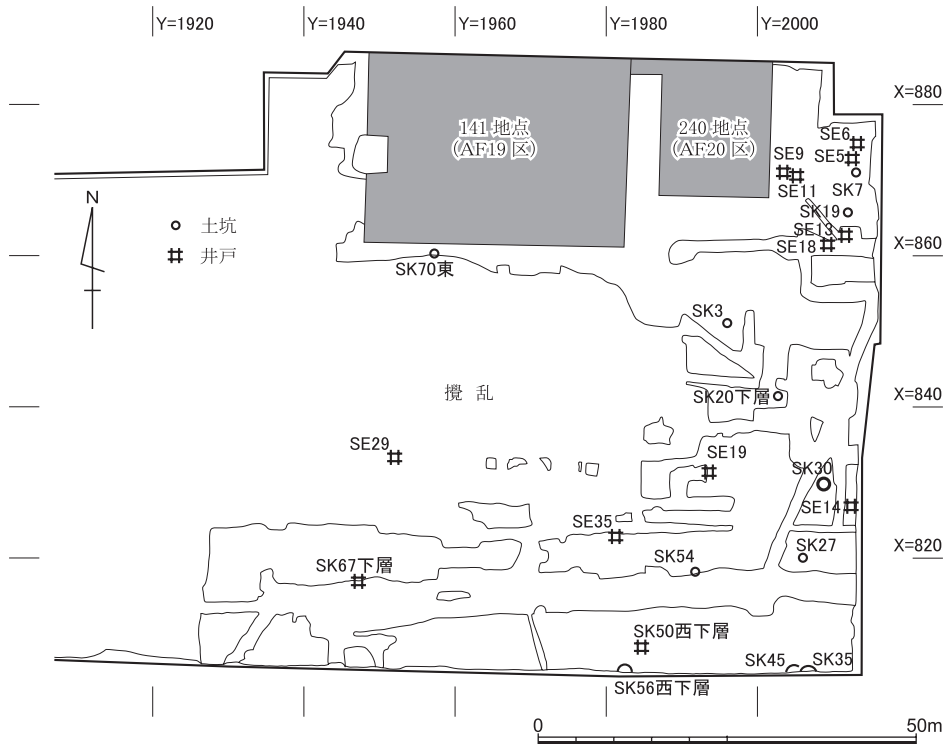 Y=1920
Y=1940
Y=1960
Y=1980
Y=2000
X=880
141 地点
(AF19 区)
240 地点
(AF20 区)
SE6
SE9
SE5
SE11
SK7
N
土坑
SK19
SE13
井戸
SE18
X=860
SK70東
SK3
攪 乱
SK20下層
X=840
SE29
SE19
SK30
SE14
SE35
X=820
SK67下層
SK54
SK27
SK50西下層
SK45
SK35
SK56西下層
0
50m